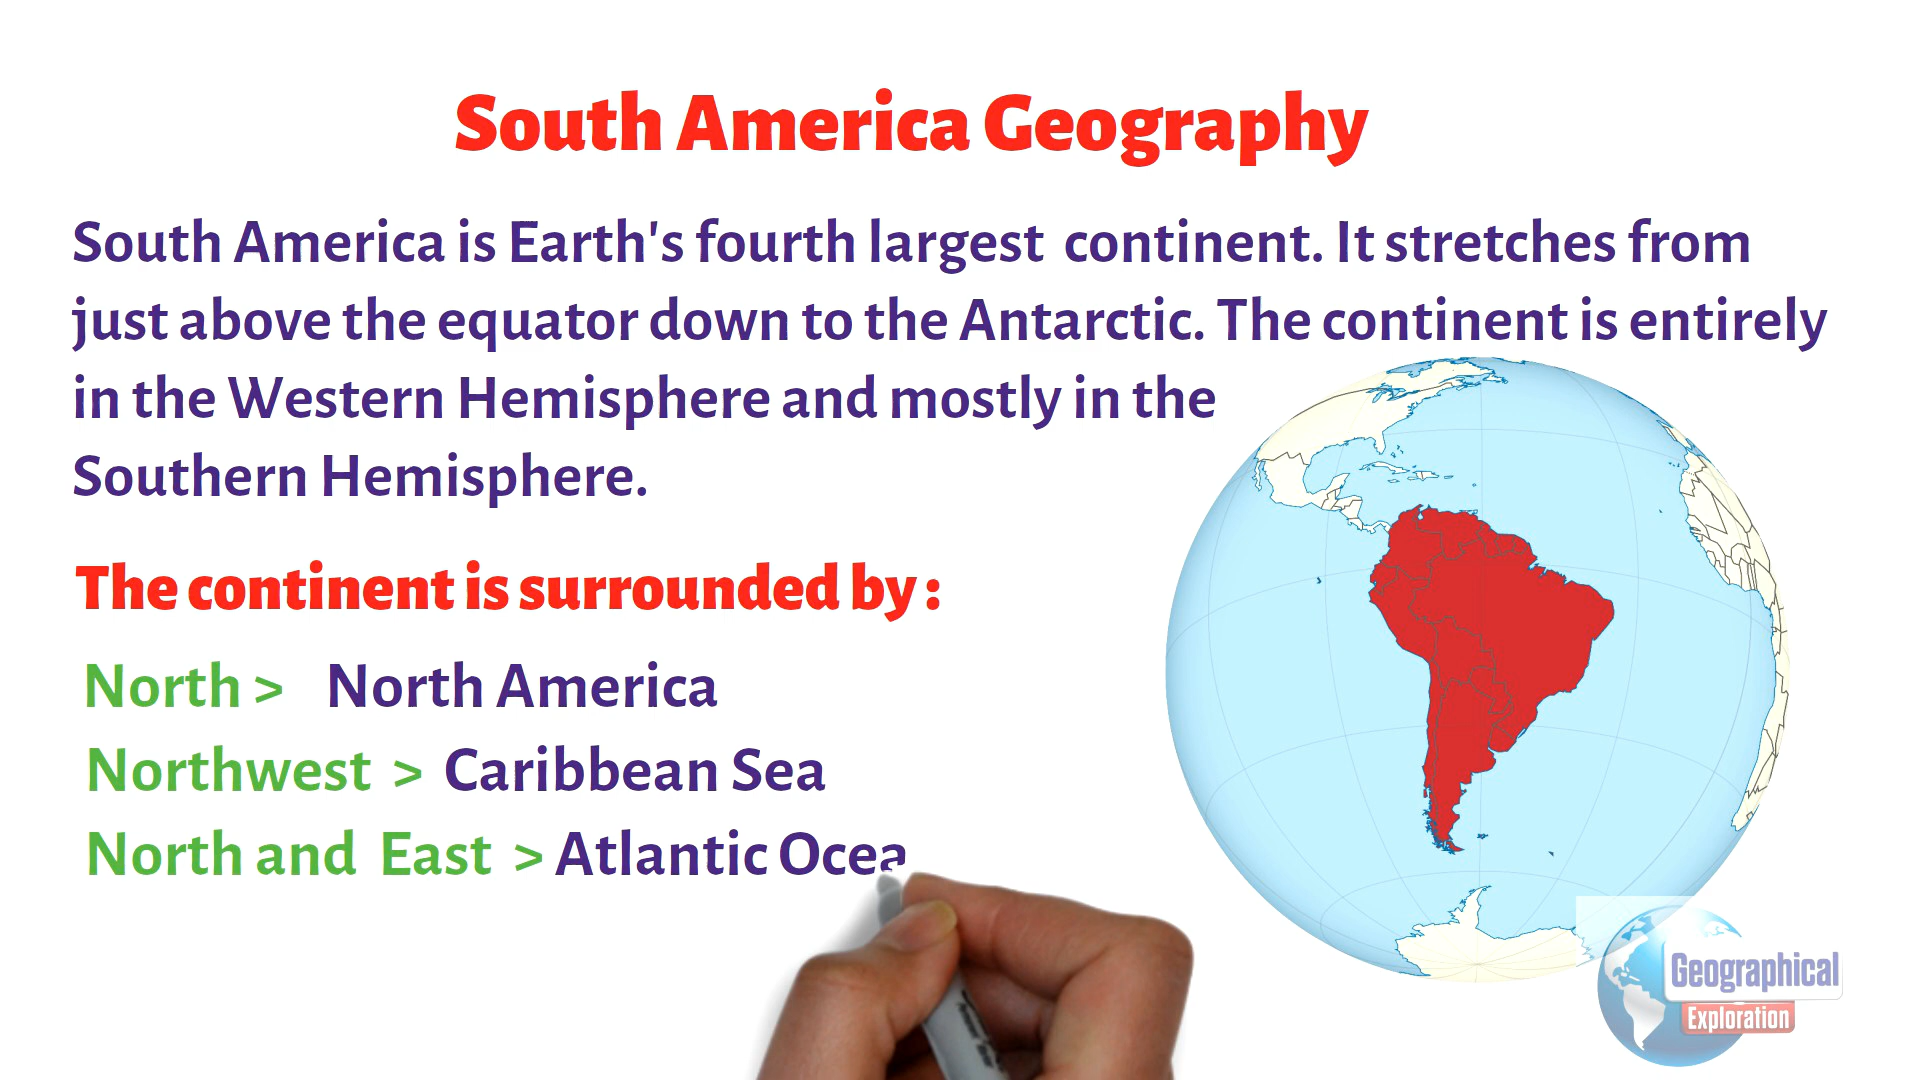 South America Geography
South America is Earth's fourth largest continent. It stretches from
just above the equator down to the Antarctic. The continent is entirely
in the Western Hemisphere and mostly in the
Southern Hemisphere.
The continent is surrounded by :
North > North America
Northwest > Caribbean Sea
North and East > Atlantic Ocea
Geographical
Exploration